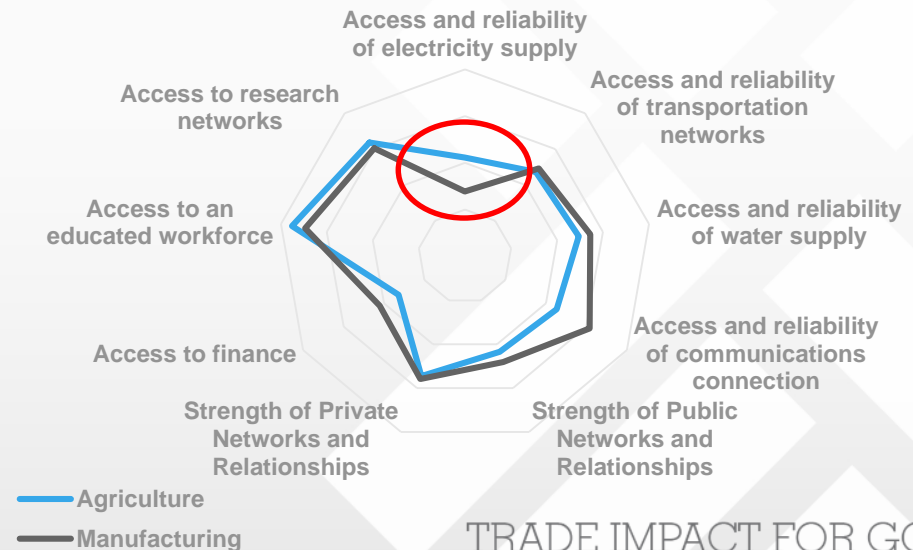 Access and reliability
of electricity supply
Access and reliability
of transportation
networks
Access to research
networks
Access to an
educated workforce
Access and reliability
of water supply
Access to finance
Access and reliability
of communications
connection
Strength of Private
Networks and
Relationships
Strength of Public
Networks and
Relationships
Agriculture
Manufacturing
TRADE IMPACT FOR